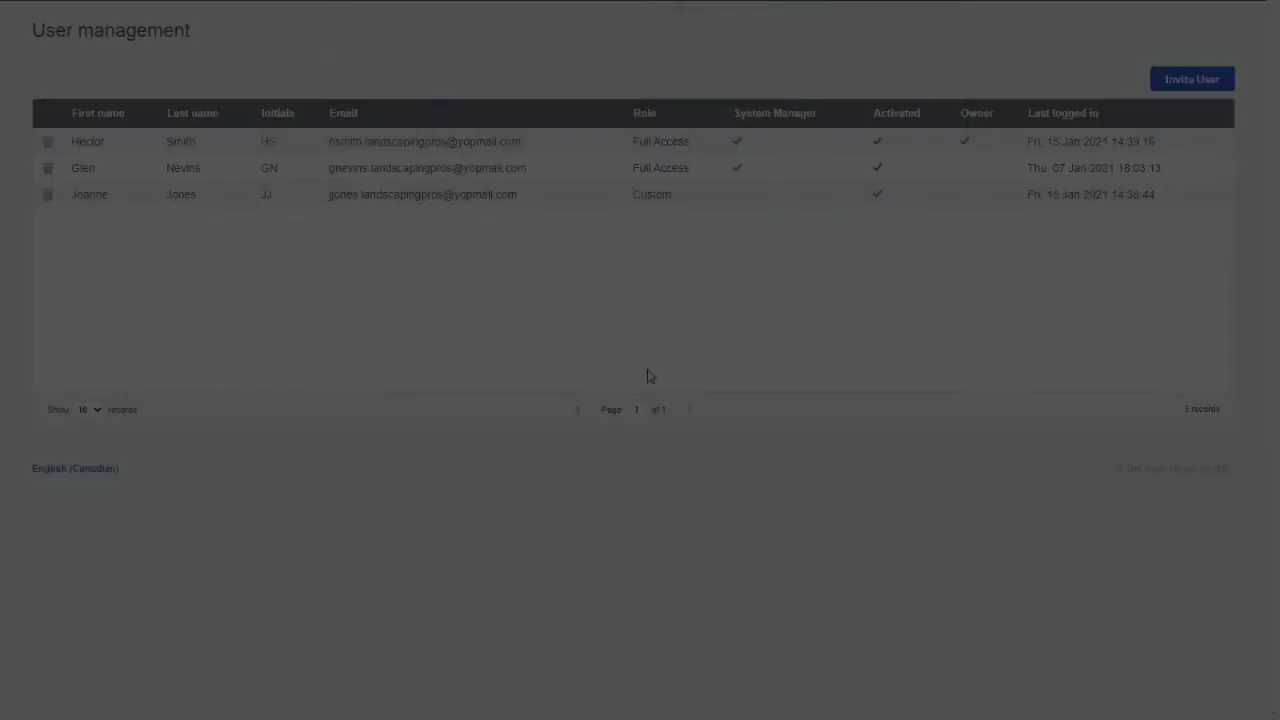 User management
Invite User
First name Last name Initials Email Role System Manager Activated Owner Last logged in
Hector Smith HS hsmith.landscapingpros@yopmail.com Full Access ✓ ✓ ✓ Fri, 15 Jan 2021 14:39:15
Glen Nevins GN gnevins.landscapingpros@yopmail.com Full Access ✓ ✓ Thu, 07 Jan 2021 18:03:13
Joanne Jones JJ jjones.landscapingpros@yopmail.com Custom ✓ Fri, 15 Jan 2021 14:38:44
Show 10 records Page 1 of 1 3 records
English (Canadian)